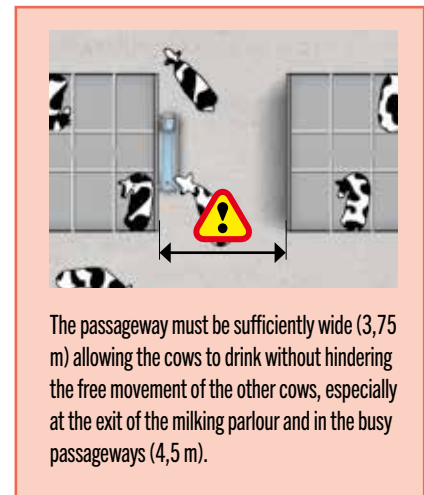 The passageway must be sufficiently wide (3,75
m) allowing the cows to drink without hindering
the free movement of the other cows, especially
at the exit of the milking parlour and in the busy
passageways (4,5 m).